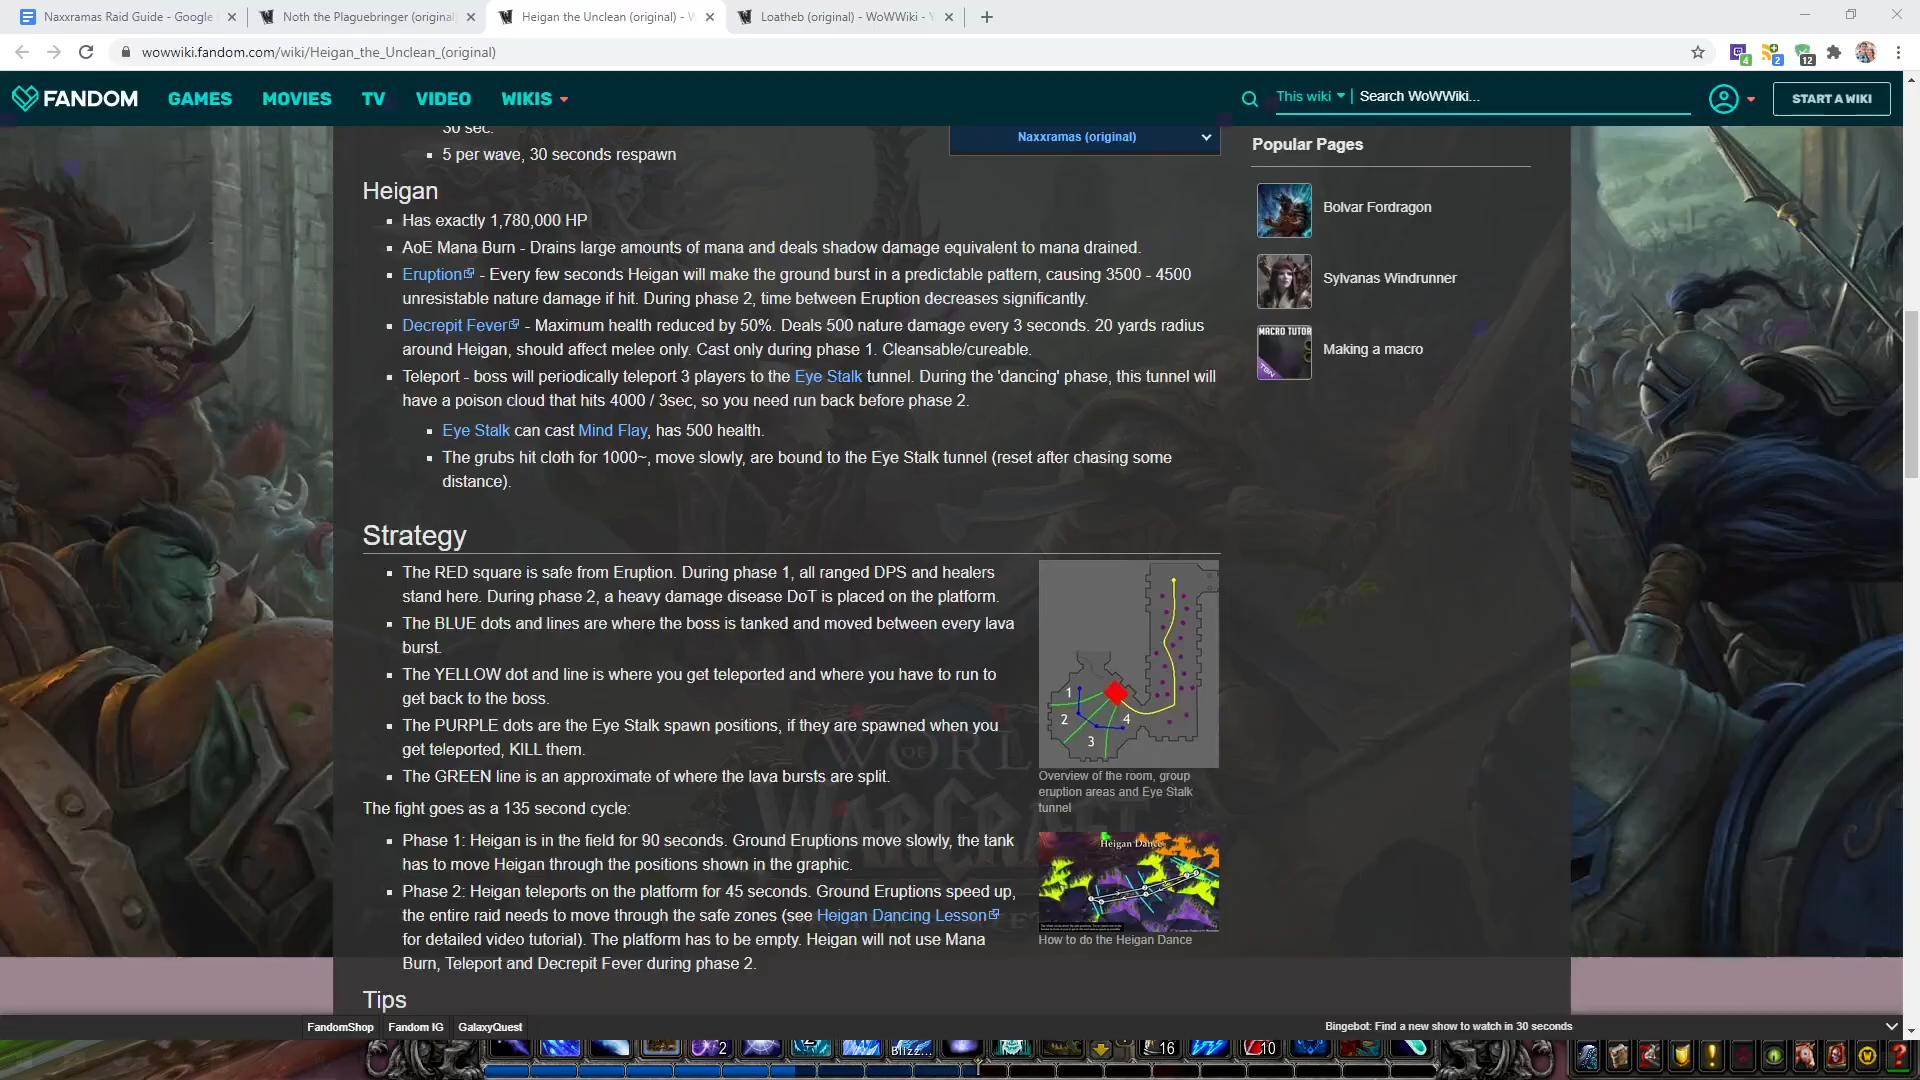 Naxxramas Raid Guide - Google
Noth the Plaguebringer (original
Heigan the Unclean (original) - W
Loatheb (original) - WoWWiki - Y
wowwiki.fandom.com/wiki/Heigan_the_Unclean_(original)
4
2
12
FANDOM
GAMES
MOVIES
TV
VIDEO
WIKIS
This wiki
Search WoWWiki...
START A WIKI
30 sec.
5 per wave, 30 seconds respawn
Naxxramas (original)
Heigan
Has exactly 1,780,000 HP
AoE Mana Burn - Drains large amounts of mana and deals shadow damage equivalent to mana drained.
Eruption - Every few seconds Heigan will make the ground burst in a predictable pattern, causing 3500 - 4500
unresistable nature damage if hit. During phase 2, time between Eruption decreases significantly.
Decrepit Fever - Maximum health reduced by 50%. Deals 500 nature damage every 3 seconds. 20 yards radius
around Heigan, should affect melee only. Cast only during phase 1. Cleansable/cureable.
Teleport - boss will periodically teleport 3 players to the Eye Stalk tunnel. During the 'dancing' phase, this tunnel will
have a poison cloud that hits 4000 / 3sec, so you need run back before phase 2.
Eye Stalk can cast Mind Flay, has 500 health.
The grubs hit cloth for 1000~, move slowly, are bound to the Eye Stalk tunnel (reset after chasing some
distance).
Popular Pages
Bolvar Fordragon
Sylvanas Windrunner
MACRO TUTOR
Making a macro
Strategy
The RED square is safe from Eruption. During phase 1, all ranged DPS and healers
stand here. During phase 2, a heavy damage disease DoT is placed on the platform.
The BLUE dots and lines are where the boss is tanked and moved between every lava
burst.
The YELLOW dot and line is where you get teleported and where you have to run to
get back to the boss.
The PURPLE dots are the Eye Stalk spawn positions, if they are spawned when you
get teleported, KILL them.
The GREEN line is an approximate of where the lava bursts are split.
1
2
3
4
Overview of the room, group
eruption areas and Eye Stalk
tunnel
The fight goes as a 135 second cycle:
Phase 1: Heigan is in the field for 90 seconds. Ground Eruptions move slowly, the tank
has to move Heigan through the positions shown in the graphic.
Phase 2: Heigan teleports on the platform for 45 seconds. Ground Eruptions speed up,
the entire raid needs to move through the safe zones (see Heigan Dancing Lesson
for detailed video tutorial). The platform has to be empty. Heigan will not use Mana
Burn, Teleport and Decrepit Fever during phase 2.
Heigan Dance
How to do the Heigan Dance
WORLD
OF
WARCRAFT
Tips
FandomShop
Fandom IG
GalaxyQuest
Bingebot: Find a new show to watch in 30 seconds
2
Blizz...
16
10